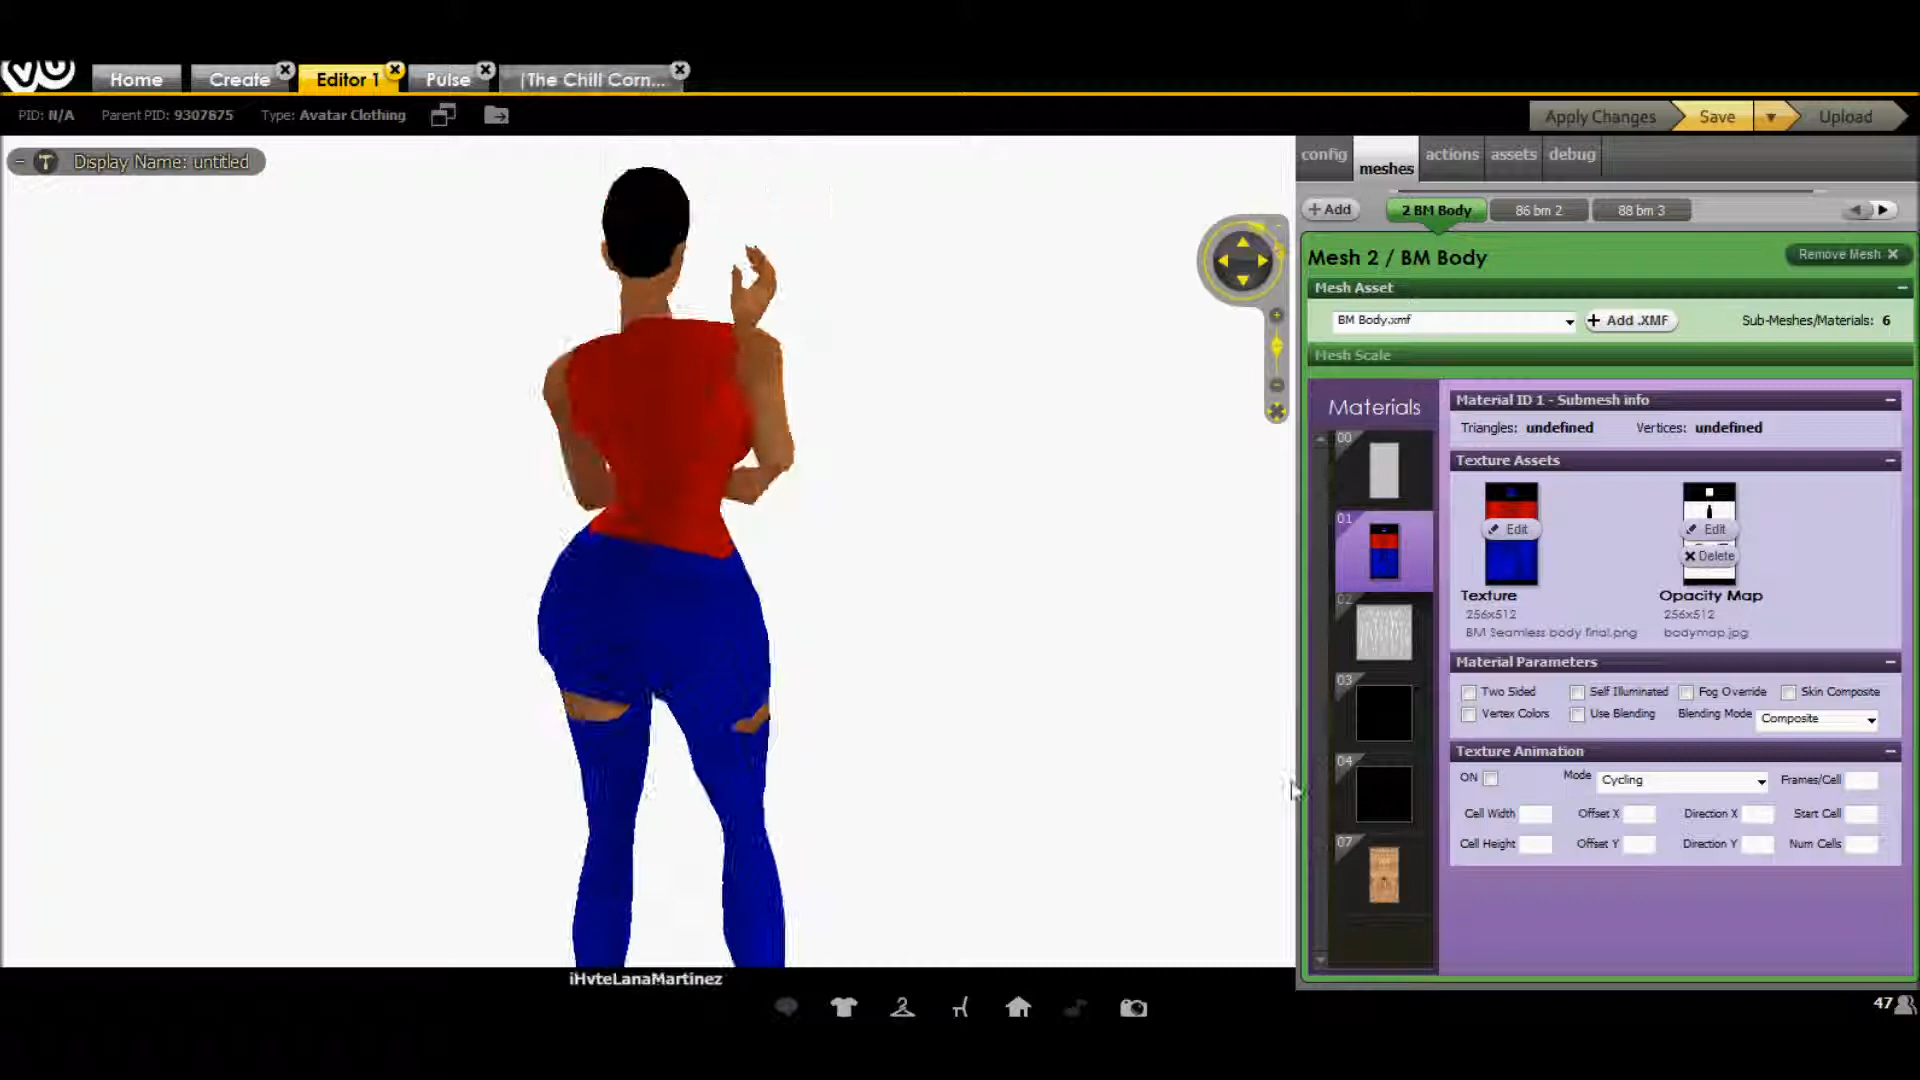 Home
Create
Editor 1
Pulse
[The Chill Corn...
PID: N/A
Parent PID: 9307875
Type: Avatar Clothing
Apply Changes
Save
Upload
Display Name: untitled
config
meshes
actions
assets
debug
+ Add
2 BM Body
86 bm 2
88 bm 3
Mesh 2 / BM Body
Remove Mesh
Mesh Asset
BM Body.xmf
+ Add .XMF
Sub-Meshes/Materials: 6
Mesh Scale
Materials
00
01
02
03
04
07
Material ID 1 - Submesh info
Triangles: undefined
Vertices: undefined
Texture Assets
Edit
Edit
Delete
Texture
256x512
BM Seamless body final.png
Opacity Map
256x512
bodymap.jpg
Material Parameters
Two Sided
Self Illuminated
Fog Override
Skin Composite
Vertex Colors
Use Blending
Blending Mode
Composite
Texture Animation
ON
Mode
Cycling
Frames/Cell
Cell Width
Offset X
Direction X
Start Cell
Cell Height
Offset Y
Direction Y
Num Cells
iHvteLanaMartinez
47